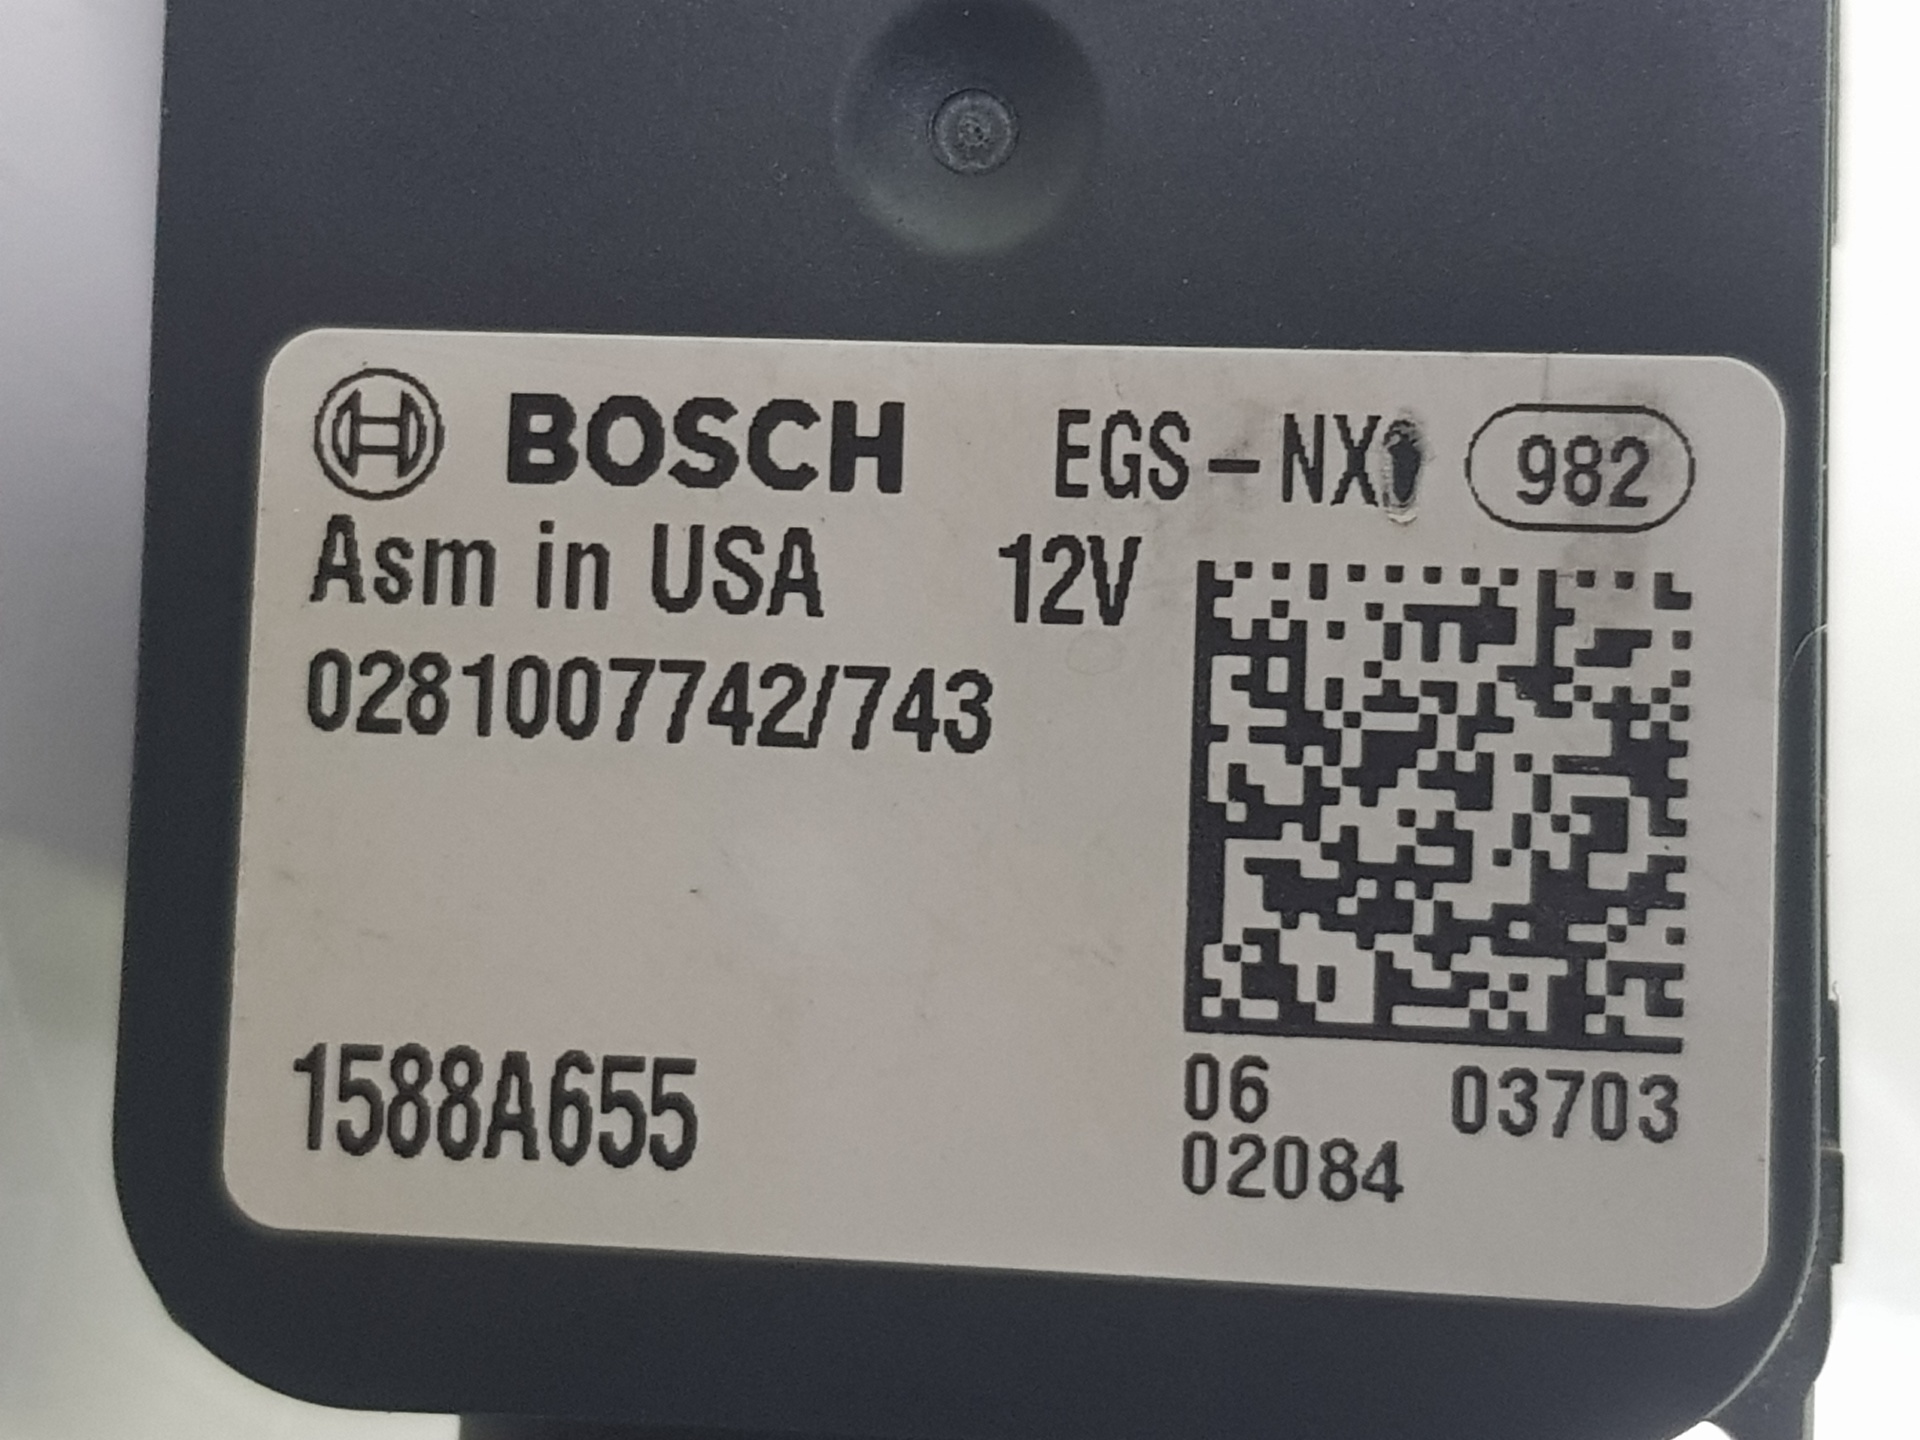 BOSCH EGS-NX 982
Asm in USA 12V
0281007742/743
1588A655
06 03703
02084